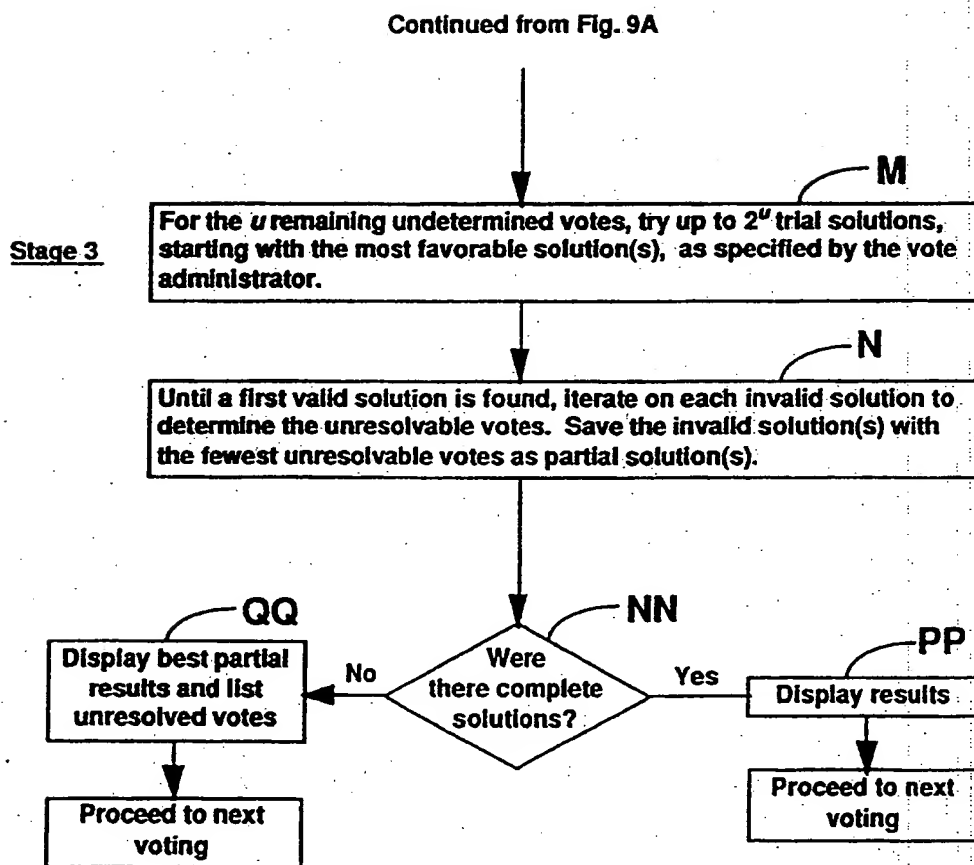 Continued from Fig. 9A
M
Stage 3
For the u remaining undetermined votes, try up to 2^u trial solutions,
starting with the most favorable solution(s), as specified by the vote
administrator.
N
Until a first valid solution is found, iterate on each invalid solution to
determine the unresolvable votes. Save the invalid solution(s) with
the fewest unresolvable votes as partial solution(s).
QQ
NN
PP
Display best partial
results and list
unresolved votes
No
Were
there complete
solutions?
Yes
Display results
Proceed to next
voting
Proceed to next
voting